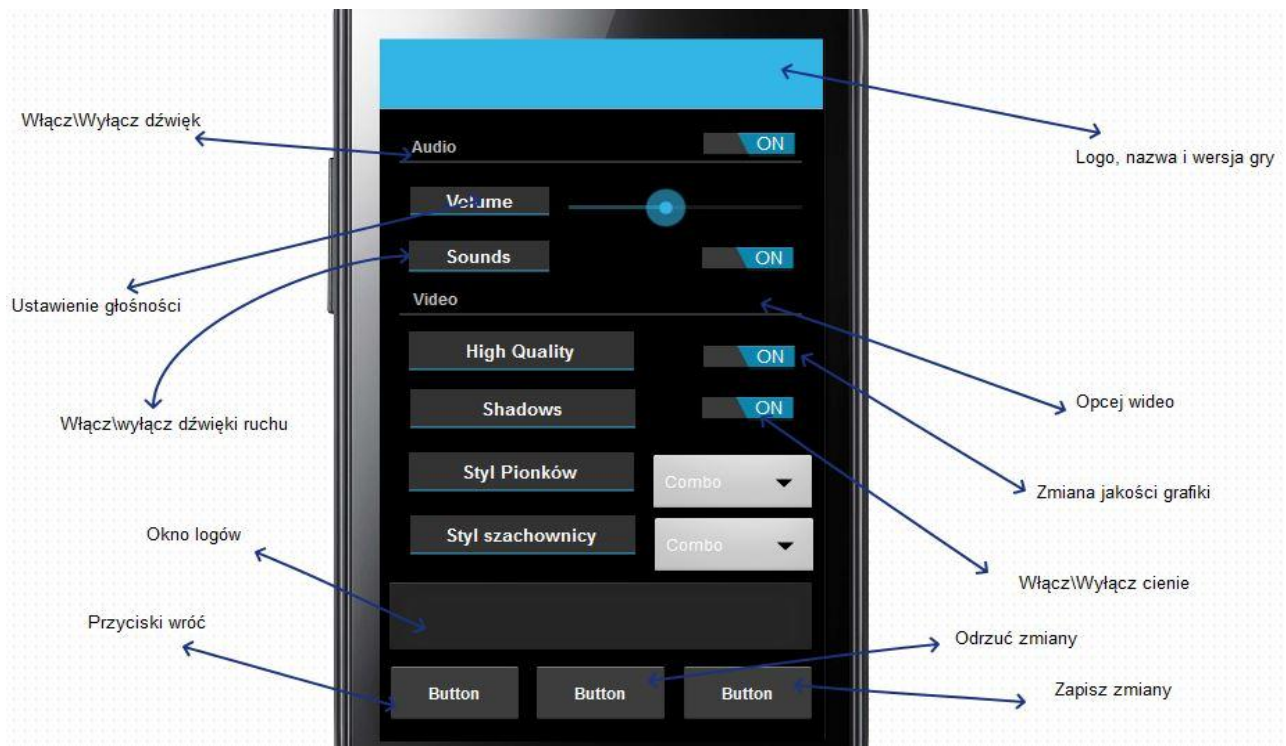 Włącz\Wyłącz dźwięk
Audio
ON
Logo, nazwa i wersja gry
Volume
Sounds
ON
Ustawienie głośności
Video
High Quality
ON
Opcej wideo
Shadows
ON
Włącz\wyłącz dźwięki ruchu
Styl Pionków
Combo
Zmiana jakości grafiki
Okno logów
Styl szachownicy
Combo
Włącz\Wyłącz cienie
Przyciski wróć
Odrzuć zmiany
Button
Button
Button
Zapisz zmiany